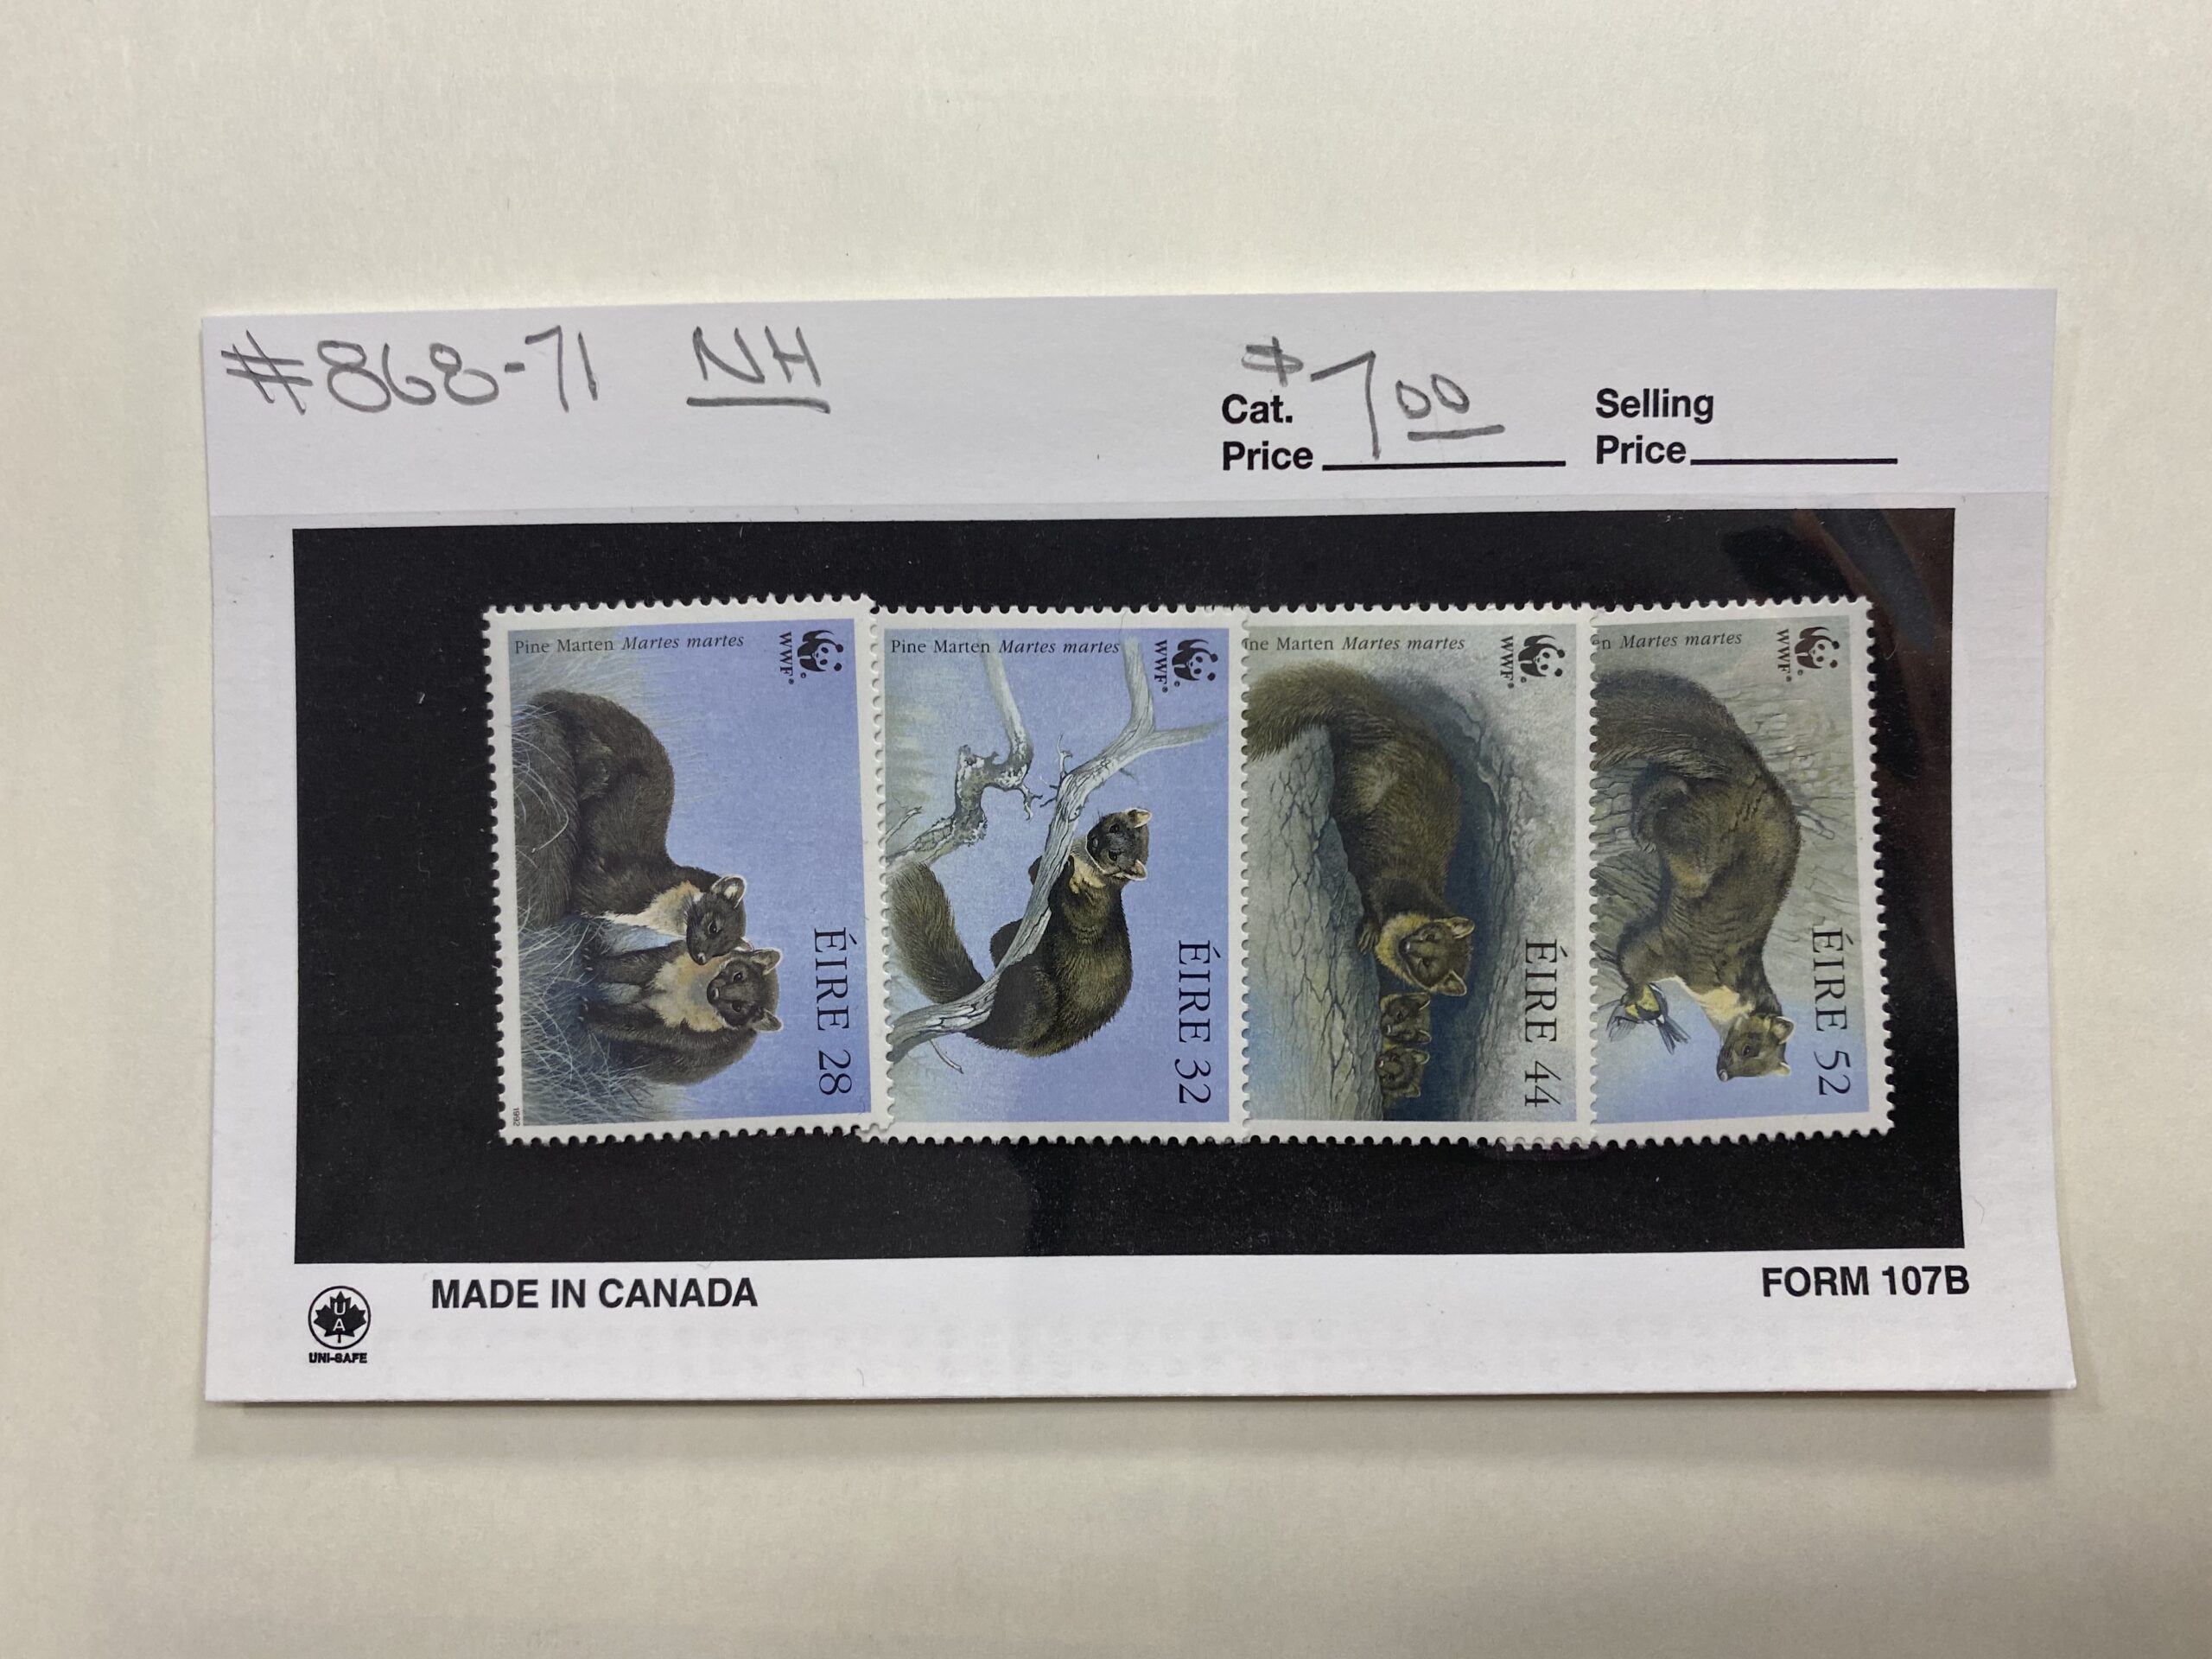 #868-71 NH
$7.00
Cat. Price
Selling Price
Pine Marten Martes martes
WWF®
©
ÉIRE 28
1992
Pine Marten Martes martes
WWF®
©
ÉIRE 32
ine Marten Martes martes
WWF®
©
ÉIRE 44
en Martes martes
WWF®
©
ÉIRE 52
UA
UNI-SAFE
MADE IN CANADA
FORM 107B